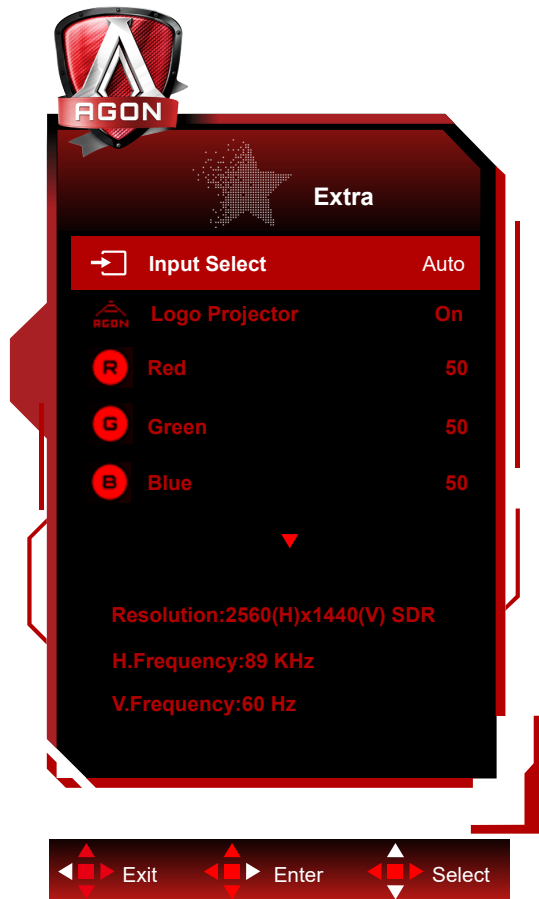 AGON
Extra
Input Select Auto
AGON Logo Projector On
R Red 50
G Green 50
B Blue 50
Resolution:2560(H)x1440(V) SDR
H.Frequency:89 KHz
V.Frequency:60 Hz
Exit Enter Select